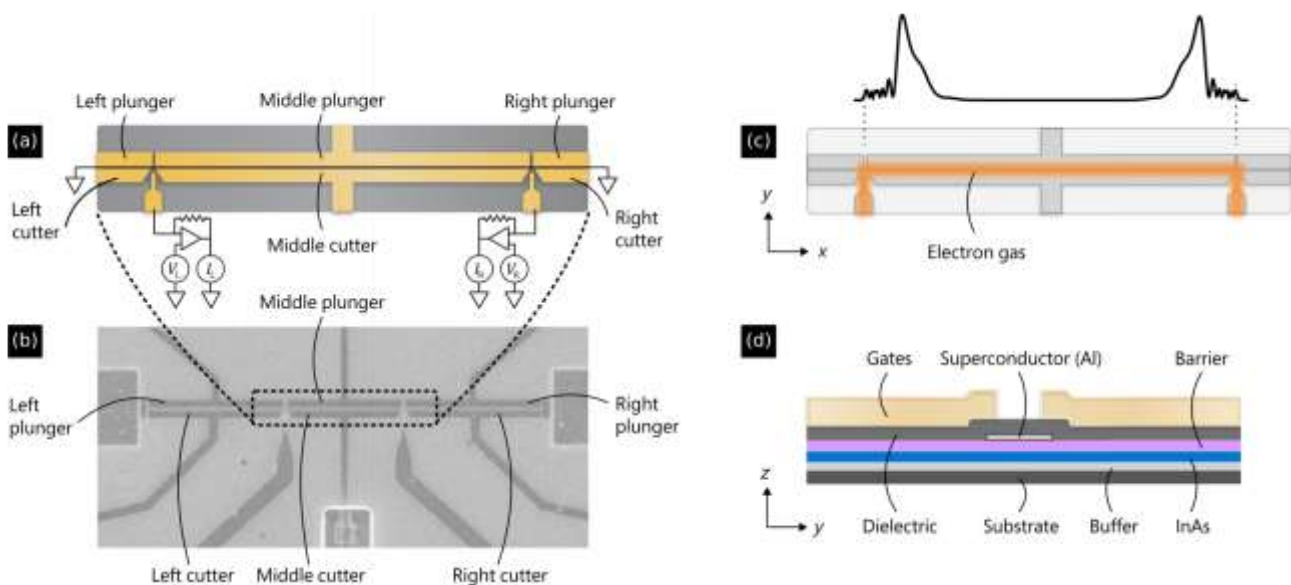 Left plunger
Middle plunger
Right plunger
(a)
Left
cutter
Middle cutter
Right
cutter
V_L
I_L
I_R
V_R
Middle plunger
(b)
Left
plunger
Right
plunger
Left cutter
Middle cutter
Right cutter
(c)
y
x
Electron gas
(d)
Gates
Superconductor (Al)
Barrier
z
y
Dielectric
Substrate
Buffer
InAs